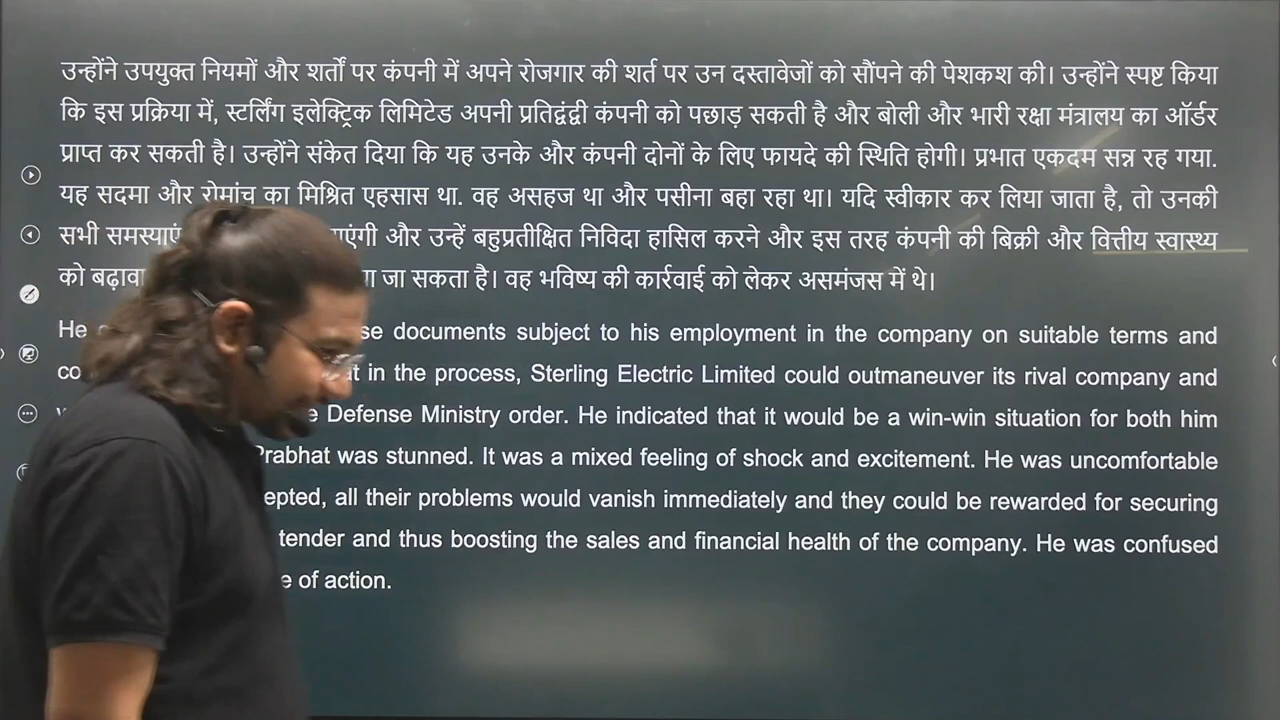 उन्होंने उपयुक्त नियमों और शर्तों पर कंपनी में अपने रोजगार की शर्त पर उन दस्तावेजों को सौंपने की पेशकश की। उन्होंने स्पष्ट किया
कि इस प्रक्रिया में, स्टर्लिंग इलेक्ट्रिक लिमिटेड अपनी प्रतिद्वंद्वी कंपनी को पछाड़ सकती है और बोली और भारी रक्षा मंत्रालय का ऑर्डर
प्राप्त कर सकती है। उन्होंने संकेत दिया कि यह उनके और कंपनी दोनों के लिए फायदे की स्थिति होगी। प्रभात एकदम सन्न रह गया.
यह सदमा और रोमांच का मिश्रित एहसास था. वह असहज था और पसीना बहा रहा था। यदि स्वीकार कर लिया जाता है, तो उनकी
सभी समस्याएं और उन्हें बहुप्रतीक्षित निविदा हासिल करने और इस तरह कंपनी की बिक्री और वित्तीय स्वास्थ्य
को बढ़ावा जा सकता है। वह भविष्य की कार्रवाई को लेकर असमंजस में थे।
He documents subject to his employment in the company on suitable terms and
in the process, Sterling Electric Limited could outmaneuver its rival company and
Defense Ministry order. He indicated that it would be a win-win situation for both him
Prabhat was stunned. It was a mixed feeling of shock and excitement. He was uncomfortable
all their problems would vanish immediately and they could be rewarded for securing
tender and thus boosting the sales and financial health of the company. He was confused
of action.